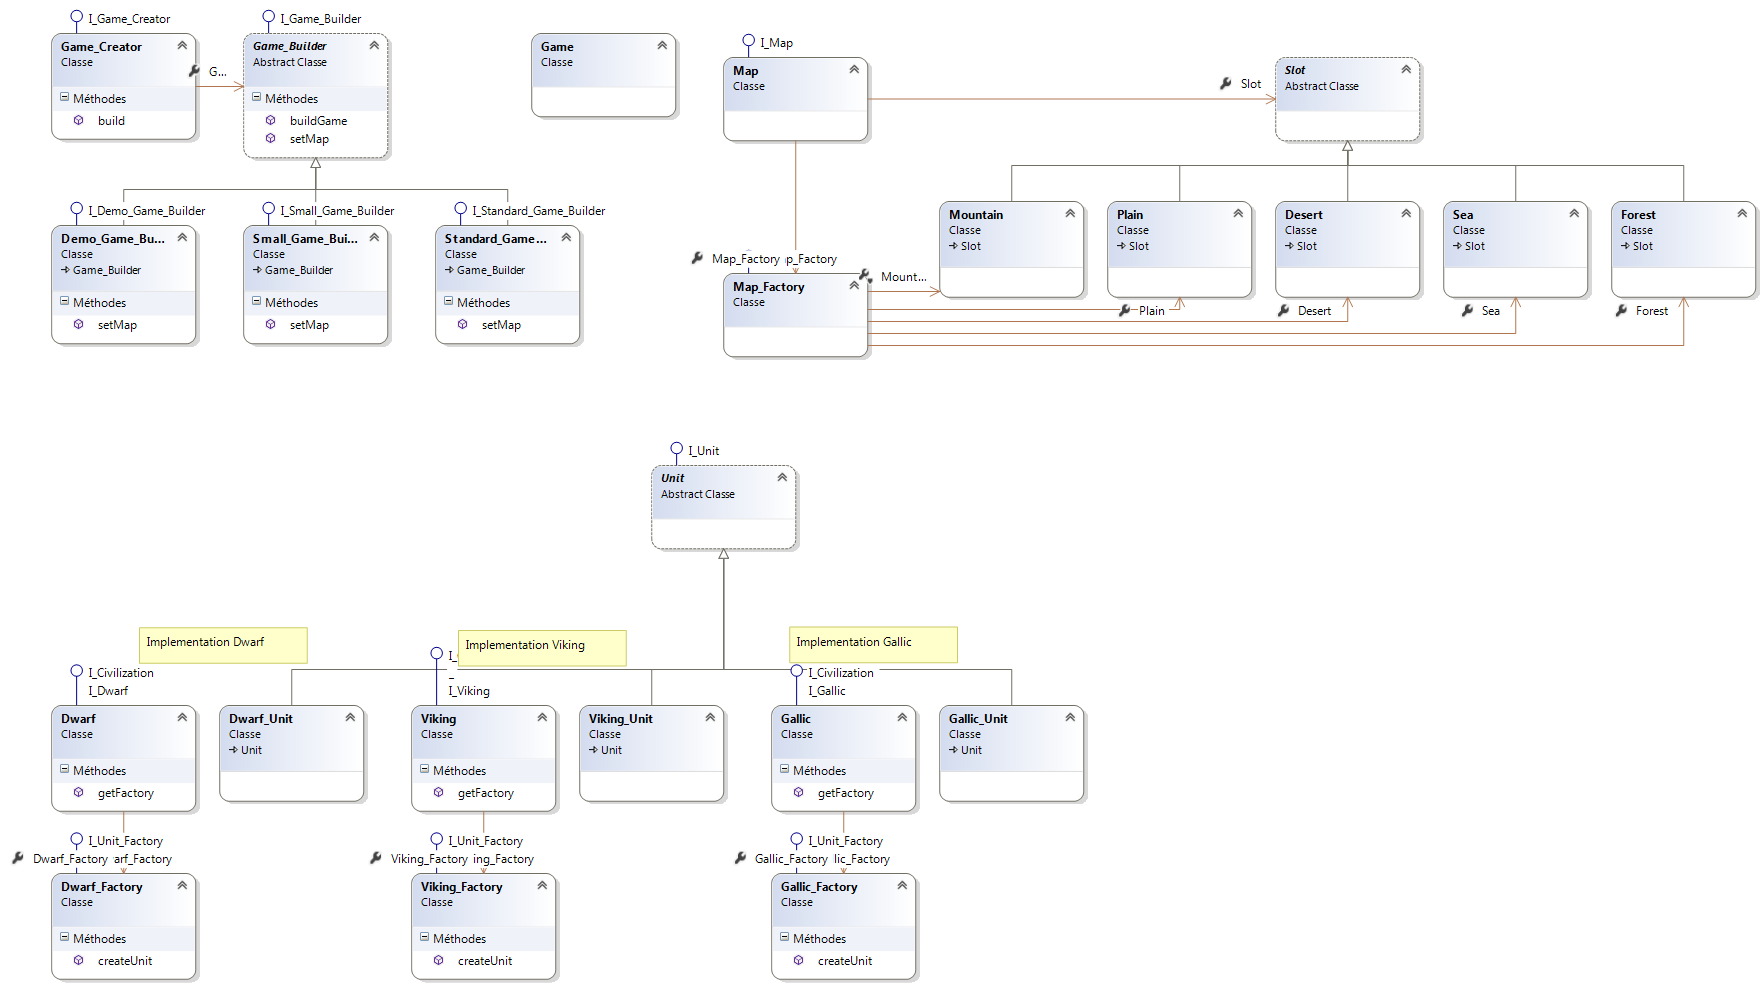 I_Game_Creator
Game_Creator
Classe
Méthodes
build
G...
I_Game_Builder
Game_Builder
Abstract Classe
Méthodes
buildGame
setMap
Game
Classe
I_Map
Map
Classe
Slot
Slot
Abstract Classe
I_Demo_Game_Builder
Demo_Game_Bu...
Classe
Game_Builder
Méthodes
setMap
I_Small_Game_Builder
Small_Game_Bui...
Classe
Game_Builder
Méthodes
setMap
I_Standard_Game_Builder
Standard_Game...
Classe
Game_Builder
Méthodes
setMap
Map_Factory
p_Factory
Map_Factory
Classe
Mount...
Mountain
Classe
Slot
Plain
Classe
Slot
Desert
Classe
Slot
Sea
Classe
Slot
Forest
Classe
Slot
Plain
Desert
Sea
Forest
I_Unit
Unit
Abstract Classe
Implementation Dwarf
Implementation Viking
Implementation Gallic
I_Civilization
I_Dwarf
Dwarf
Classe
Méthodes
getFactory
Dwarf_Unit
Classe
Unit
I_
I_Viking
Viking
Classe
Méthodes
getFactory
Viking_Unit
Classe
Unit
I_Civilization
I_Gallic
Gallic
Classe
Méthodes
getFactory
Gallic_Unit
Classe
Unit
I_Unit_Factory
Dwarf_Factory
arf_Factory
Dwarf_Factory
Classe
Méthodes
createUnit
I_Unit_Factory
Viking_Factory
ing_Factory
Viking_Factory
Classe
Méthodes
createUnit
I_Unit_Factory
Gallic_Factory
lic_Factory
Gallic_Factory
Classe
Méthodes
createUnit